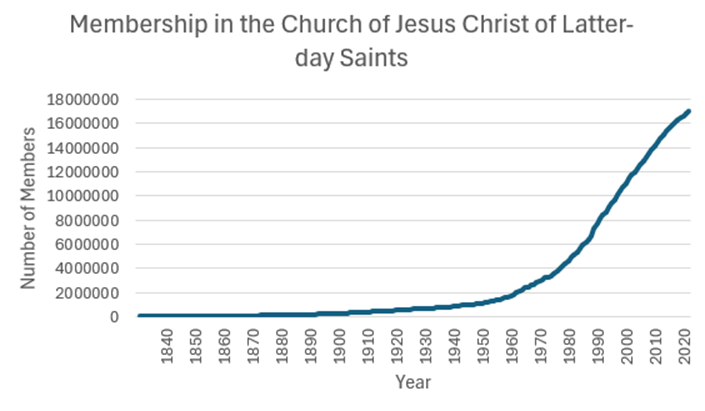 Membership in the Church of Jesus Christ of Latter-
day Saints
18000000
16000000
14000000
12000000
10000000
8000000
6000000
4000000
2000000
0
Number of Members
1840 1850 1860 1870 1880 1890 1900 1910 1920 1930 1940 1950 1960 1970 1980 1990 2000 2010 2020
Year